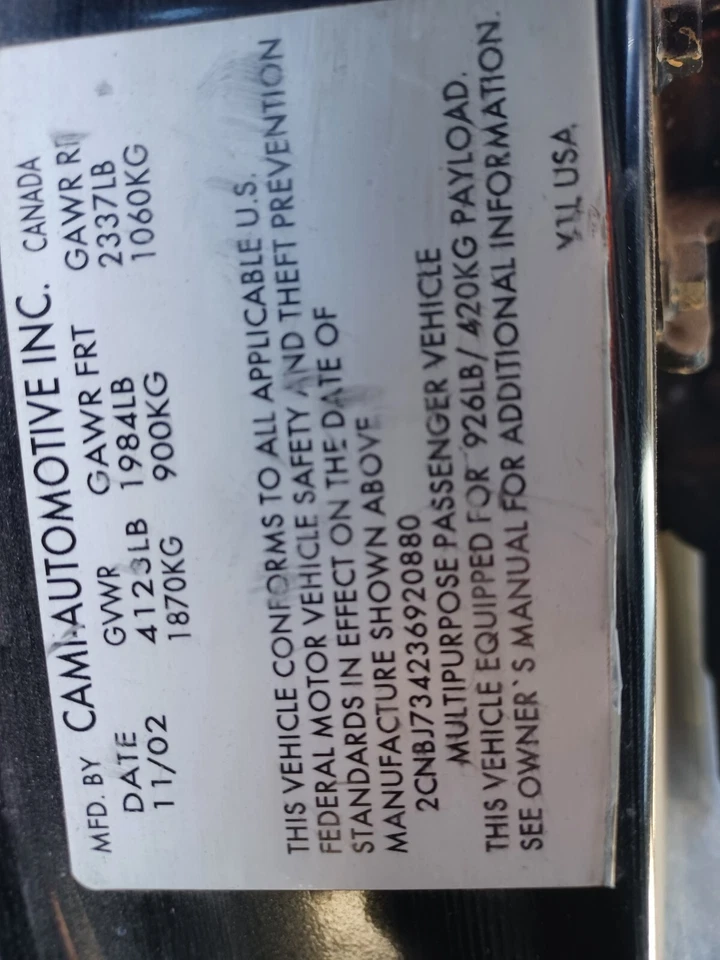 MFD. BY CAMI AUTOMOTIVE INC. CANADA
DATE GVWR GAWR FRT GAWR
11/02 4123LB 1984LB 2337LB
1870KG 900KG 1060KG
THIS VEHICLE CONFORMS TO ALL APPLICABLE U.S.
FEDERAL MOTOR VEHICLE SAFETY AND THEFT PREVENTION
STANDARDS IN EFFECT ON THE DATE OF
MANUFACTURE SHOWN ABOVE
2CNBJ734236920880
MULTIPURPOSE PASSENGER VEHICLE
THIS VEHICLE EQUIPPED FOR 926LB/ 420KG PAYLOAD.
SEE OWNER`S MANUAL FOR ADDITIONAL INFORMATION.
USA